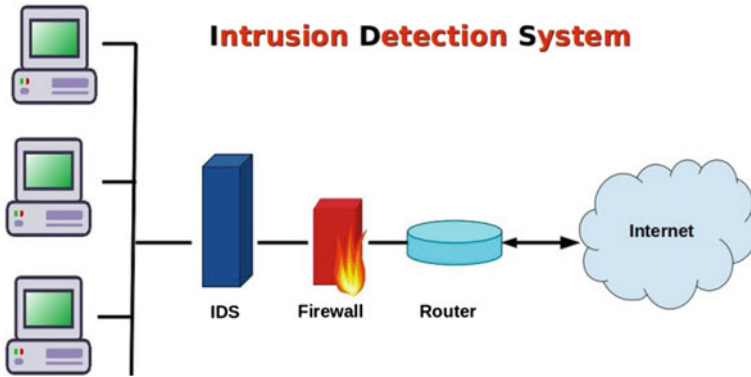 Intrusion Detection System
Internet
IDS
Firewall
Router